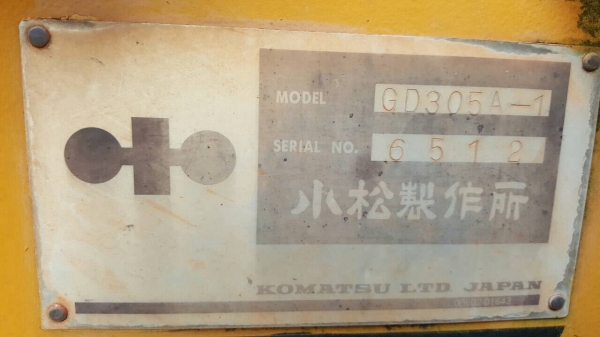 MODEL GD305A-1
SERIAL NO. 6512
小松製作所
KOMATSU LTD JAPAN